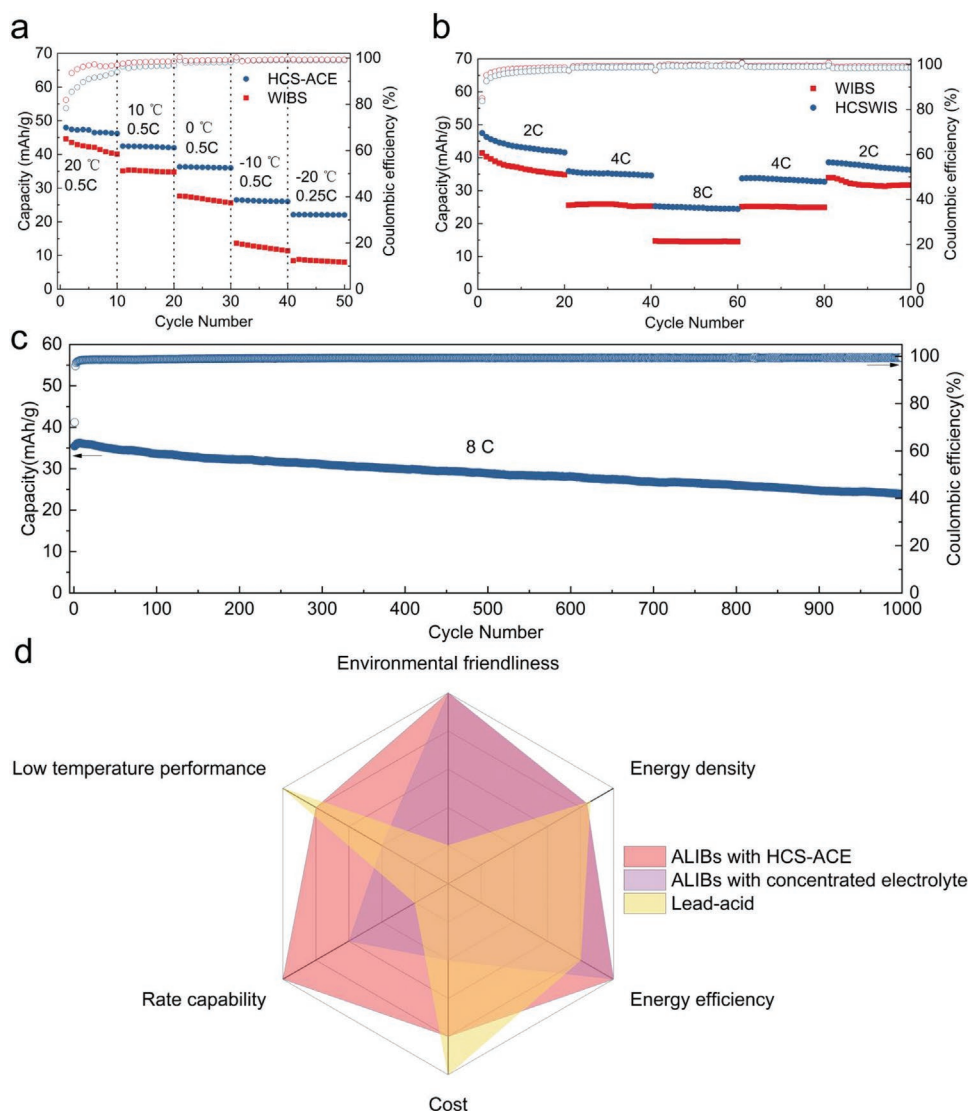 a
70
60
50
40
30
20
10
0
Capacity (mAh/g)
0
10
20
30
40
50
Cycle Number
100
80
60
40
20
0
Coulombic efficiency (%)
HCS-ACE
WIBS
20 ℃
0.5C
10 ℃
0.5C
0 ℃
0.5C
-10 ℃
0.5C
-20 ℃
0.25C
b
70
60
50
40
30
20
10
0
Capacity(mAh/g)
0
20
40
60
80
100
Cycle Number
100
80
60
40
20
0
Coulombic efficiency (%)
WIBS
HCSWIS
2C
4C
8C
4C
2C
c
60
50
40
30
20
10
0
Capacity(mAh/g)
0
100
200
300
400
500
600
700
800
900
1000
Cycle Number
100
80
60
40
20
0
Coulombic efficiency(%)
8 C
d
Environmental friendliness
Low temperature performance
Energy density
ALIBs with HCS-ACE
ALIBs with concentrated electrolyte
Lead-acid
Rate capability
Energy efficiency
Cost